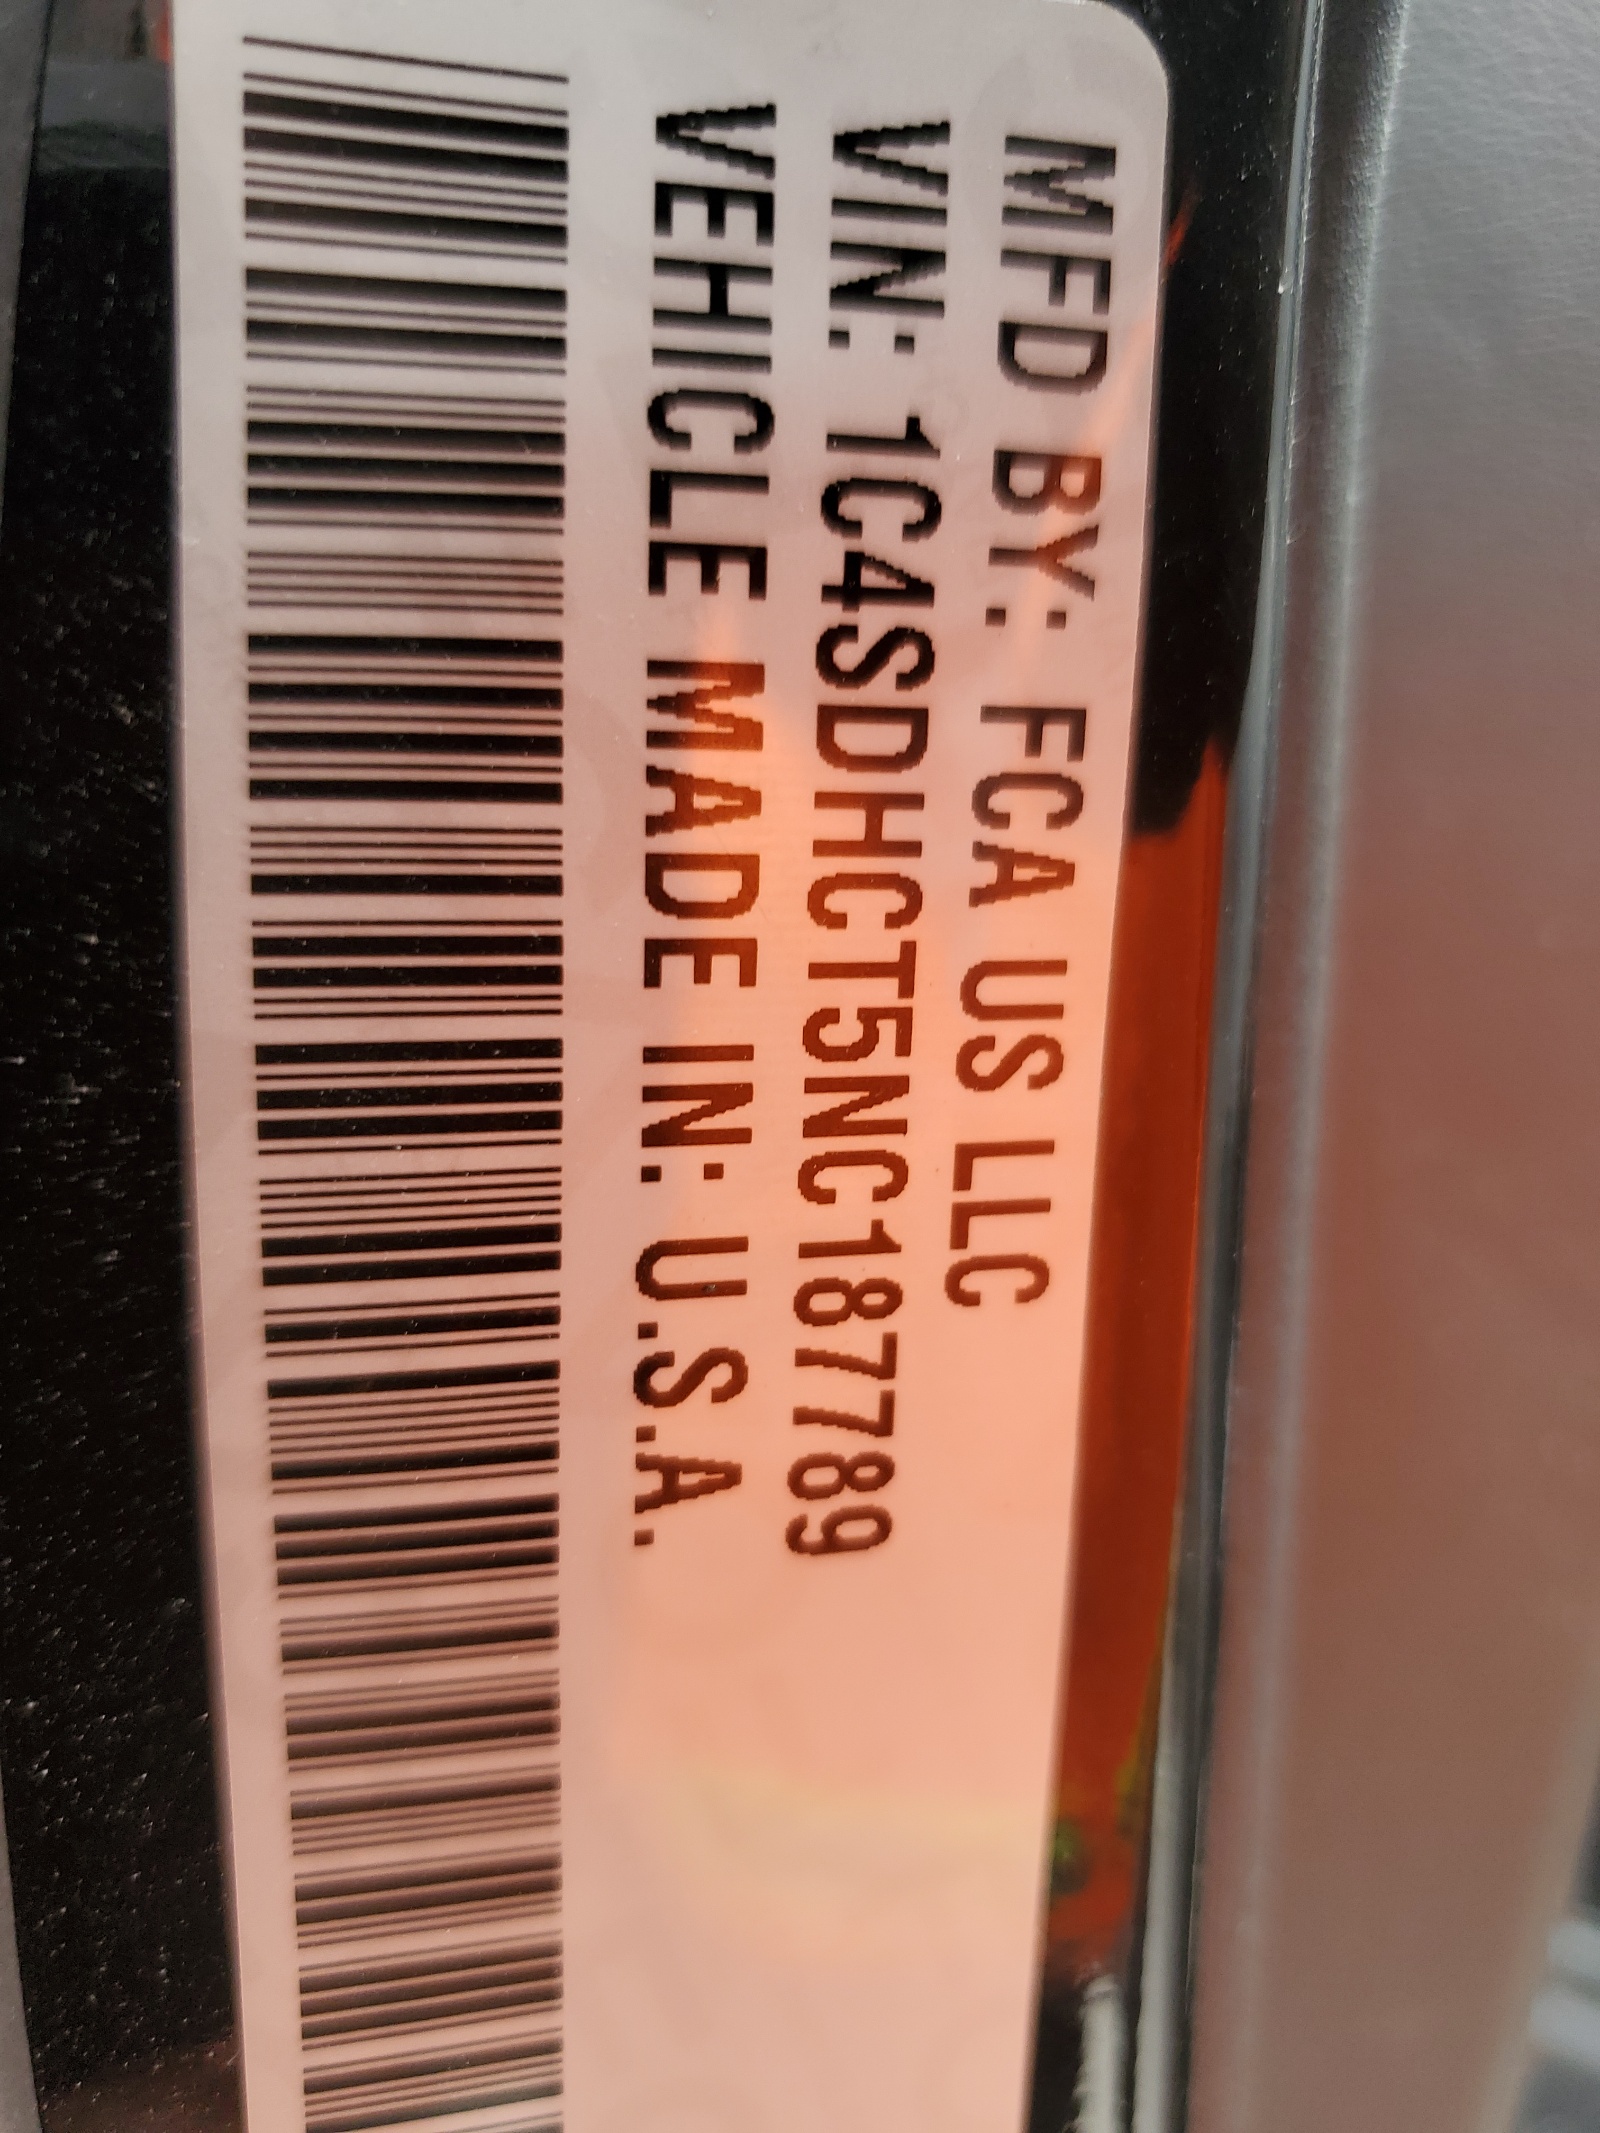 MFD BY: FCA US LLC
VIN: 1C4SDHCT5NC187789
VEHICLE MADE IN: U.S.A.